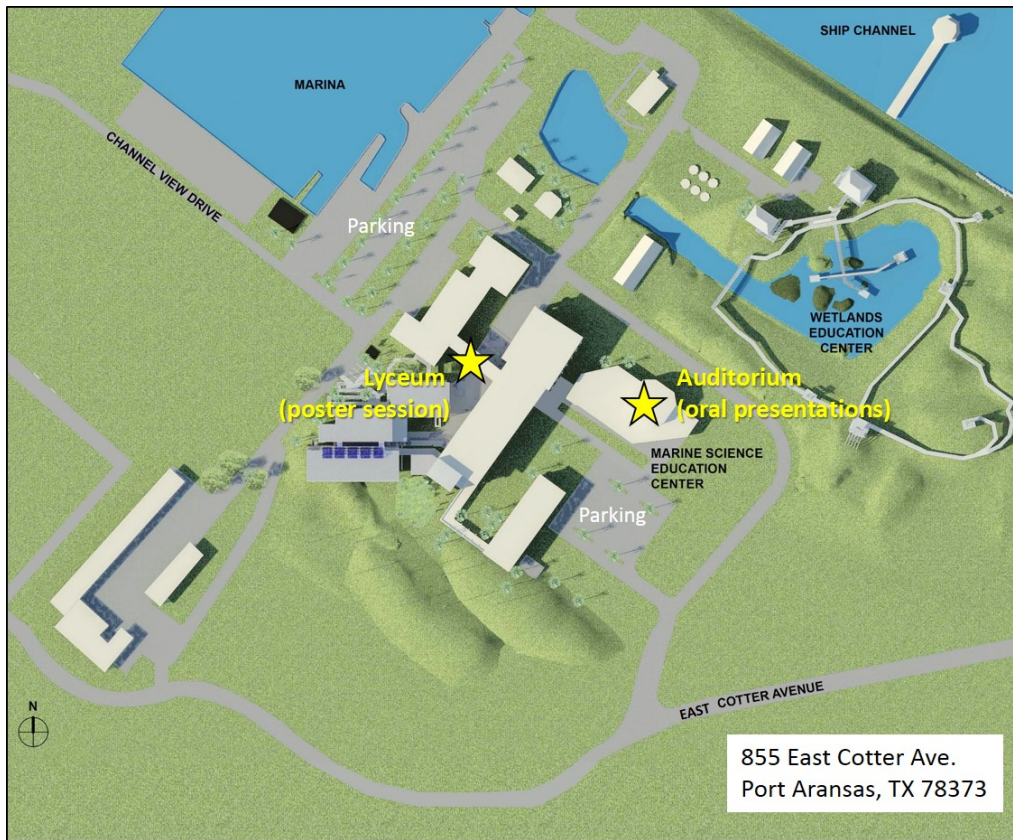 SHIP CHANNEL
MARINA
CHANNEL VIEW DRIVE
Parking
WETLANDS
EDUCATION
CENTER
Lyceum
(poster session)
Auditorium
(oral presentations)
MARINE SCIENCE
EDUCATION
CENTER
Parking
EAST COTTER AVENUE
N
855 East Cotter Ave.
Port Aransas, TX 78373